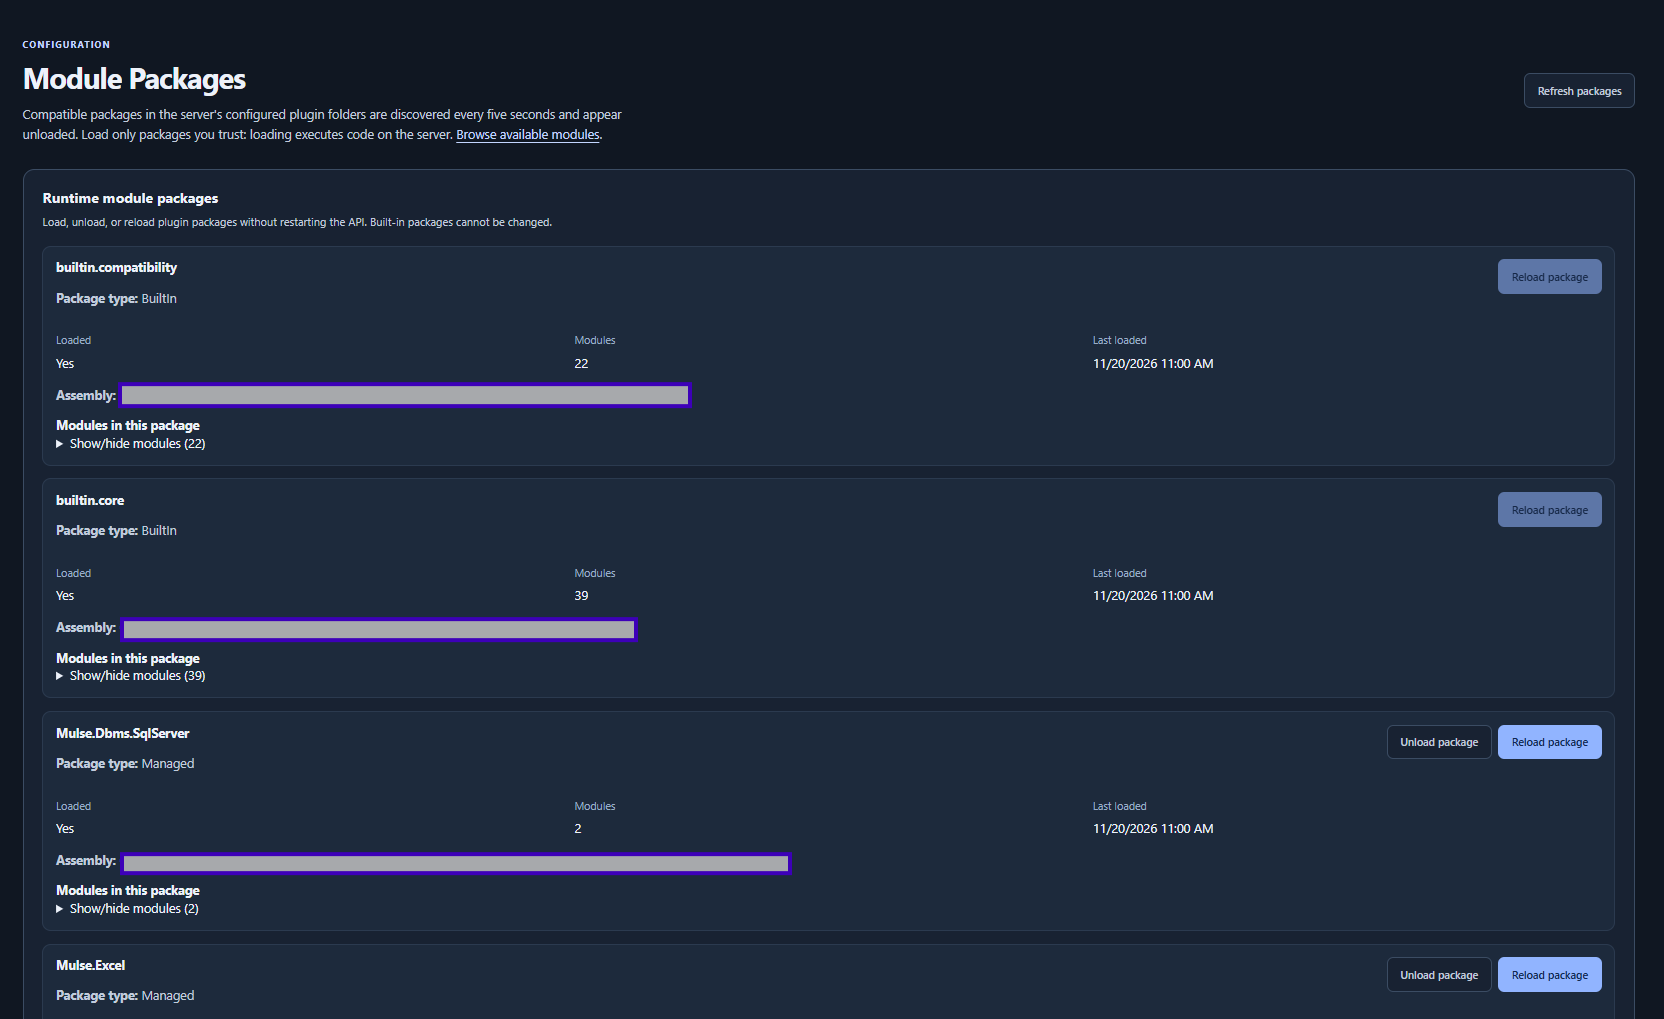 CONFIGURATION
Module Packages
Refresh packages
Compatible packages in the server's configured plugin folders are discovered every five seconds and appear
unloaded. Load only packages you trust: loading executes code on the server. Browse available modules.
Runtime module packages
Load, unload, or reload plugin packages without restarting the API. Built-in packages cannot be changed.
builtin.compatibility
Reload package
Package type: BuiltIn
Loaded Modules Last loaded
Yes 22 11/20/2026 11:00 AM
Assembly:
Modules in this package
Show/hide modules (22)
builtin.core
Reload package
Package type: BuiltIn
Loaded Modules Last loaded
Yes 39 11/20/2026 11:00 AM
Assembly:
Modules in this package
Show/hide modules (39)
Mulse.Dbms.SqlServer
Unload package Reload package
Package type: Managed
Loaded Modules Last loaded
Yes 2 11/20/2026 11:00 AM
Assembly:
Modules in this package
Show/hide modules (2)
Mulse.Excel
Unload package Reload package
Package type: Managed